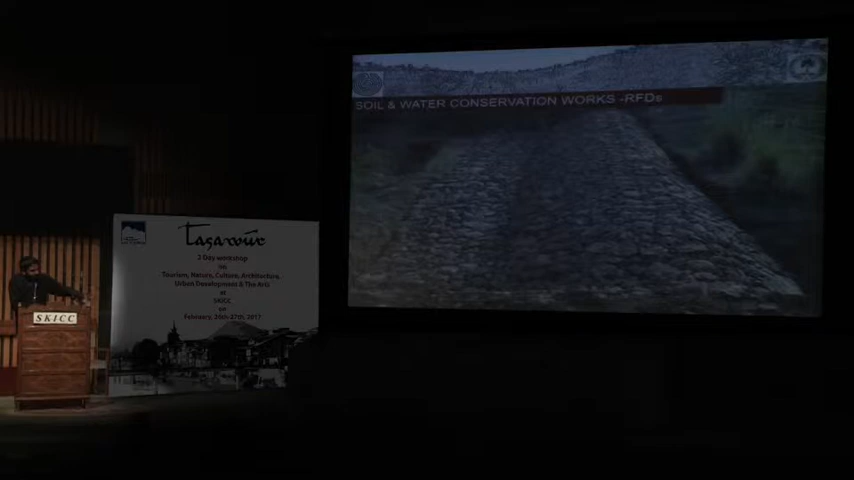 SOIL & WATER CONSERVATION WORKS -RFDs
Tasavvur
2 Day workshop
on
Tourism, Nature, Culture, Architecture,
Urban Development & The Arts
at
SKICC
on
February, 26th-27th, 2017
SKICC